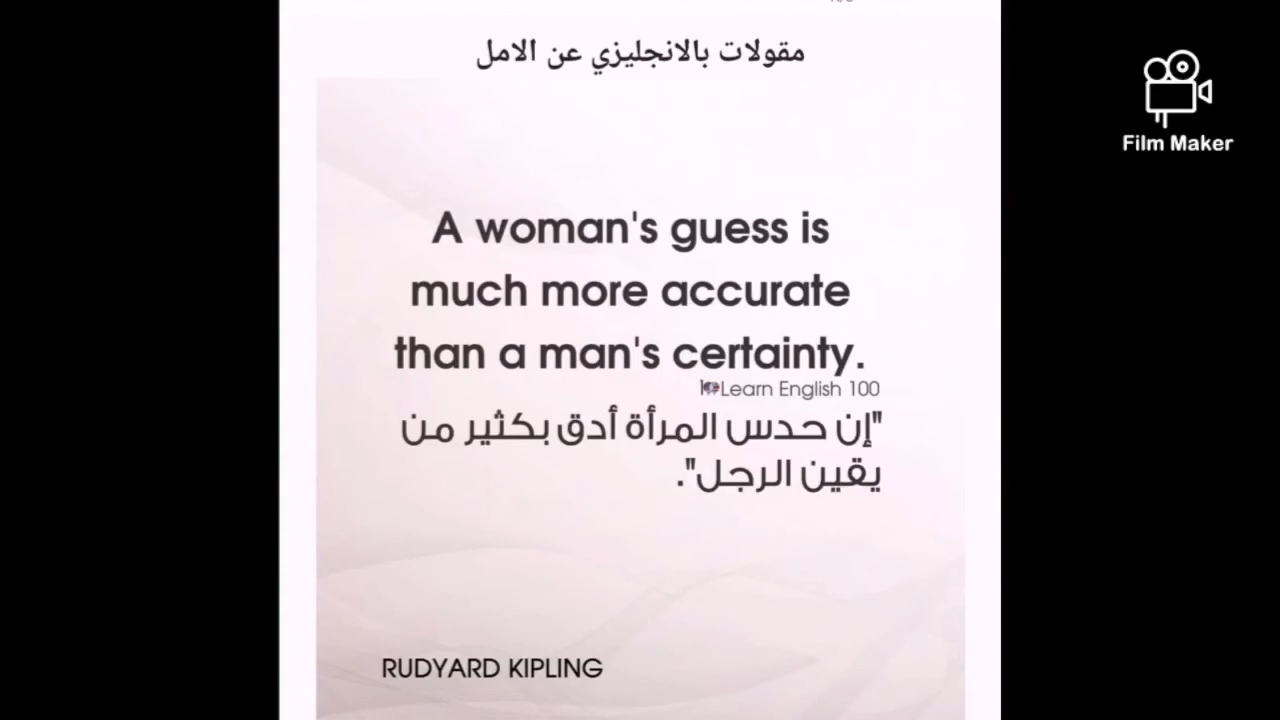 مقولات بالانجليزي عن الامل
Film Maker
A woman's guess is
much more accurate
than a man's certainty.
Learn English 100
"إن حدس المرأة أدق بكثير من
يقين الرجل".
RUDYARD KIPLING